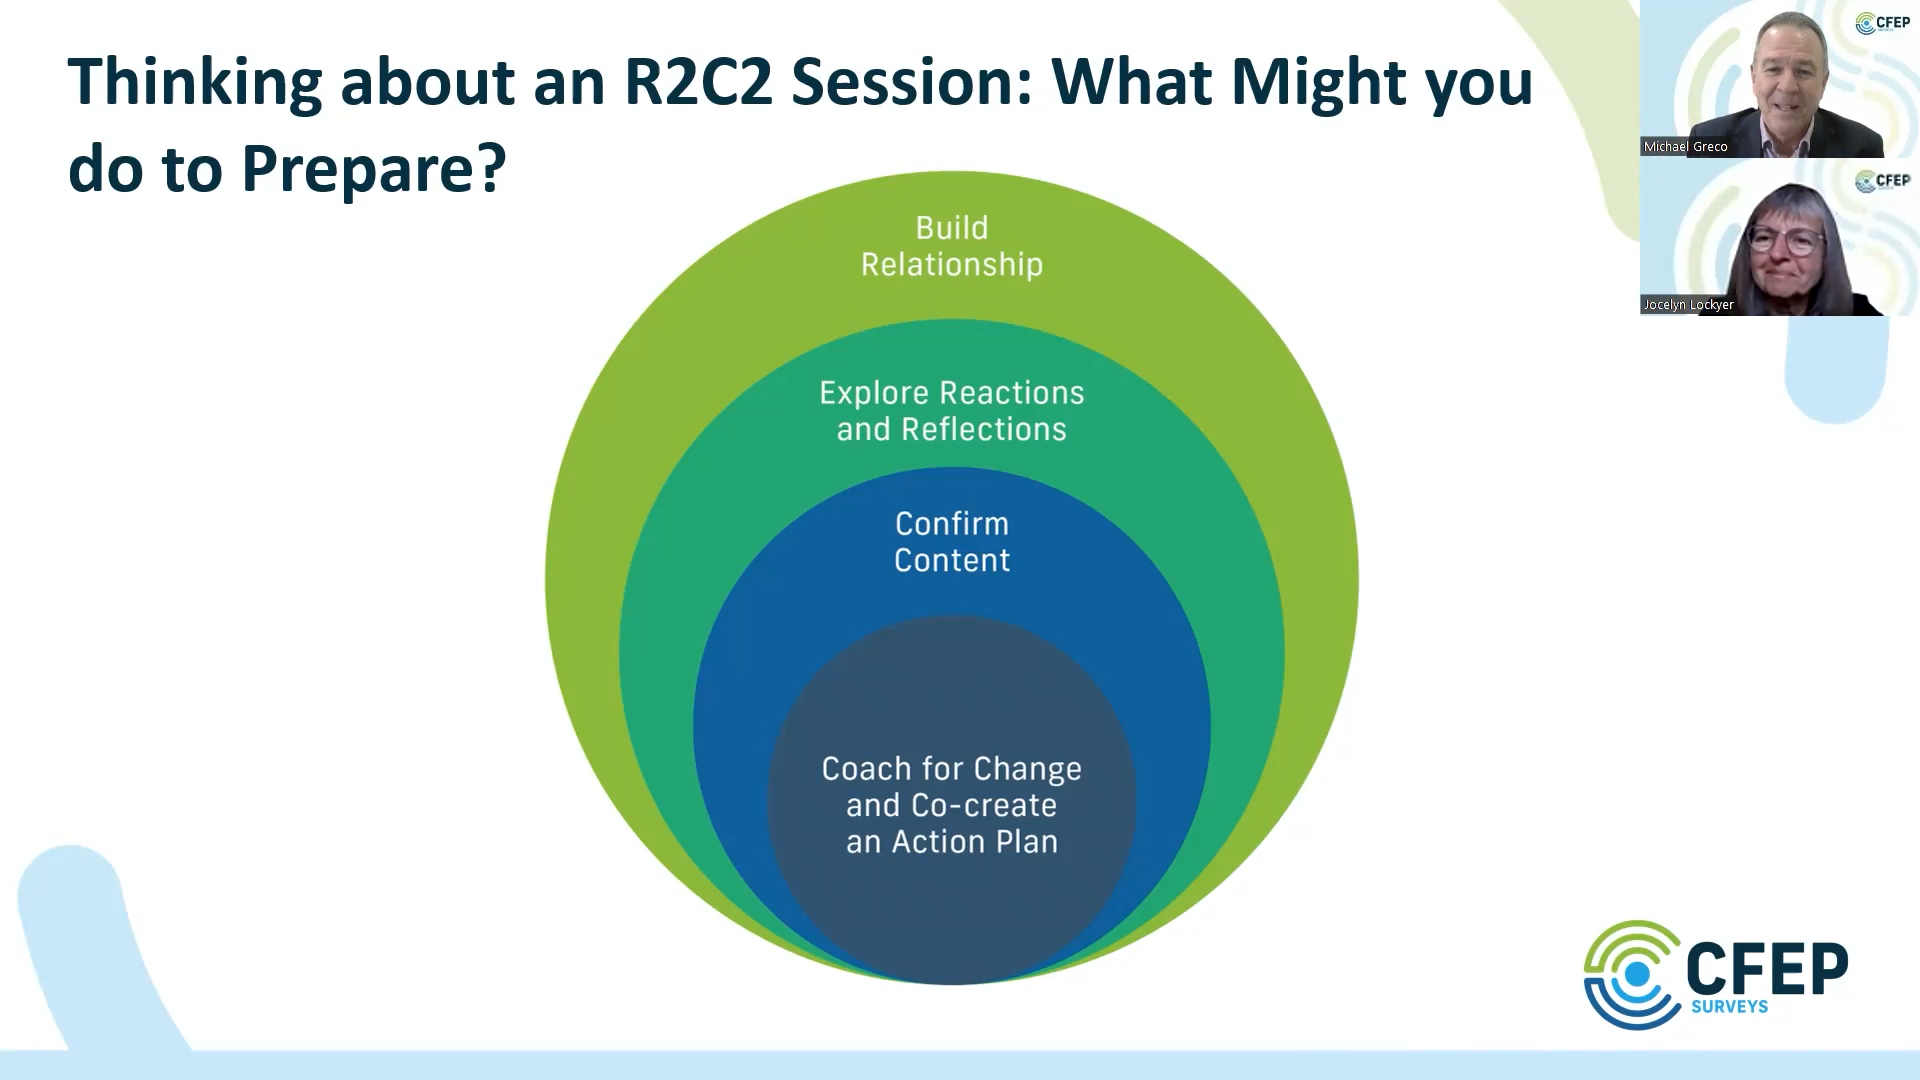 Thinking about an R2C2 Session: What Might you
do to Prepare?
Build
Relationship
Explore Reactions
and Reflections
Confirm
Content
Coach for Change
and Co-create
an Action Plan
CFEP
Michael Greco
CFEP
Jocelyn Lockyer
CFEP
SURVEYS